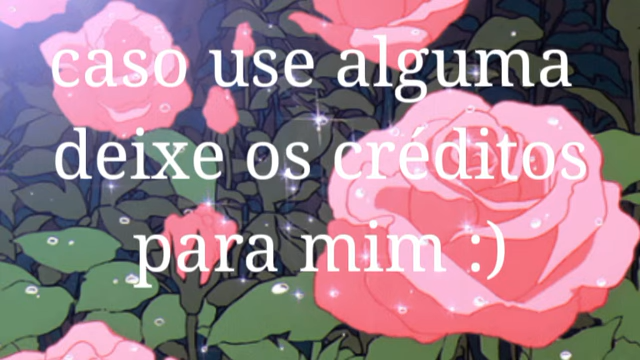 caso use alguma
deixe os créditos
para mim :)